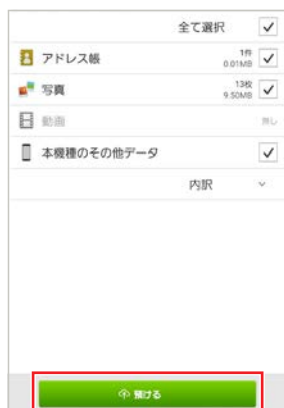 全て選択
アドレス帳 1件
0.01MB
写真 13枚
9.50MB
動画 無し
本機種のその他データ
内訳
預ける